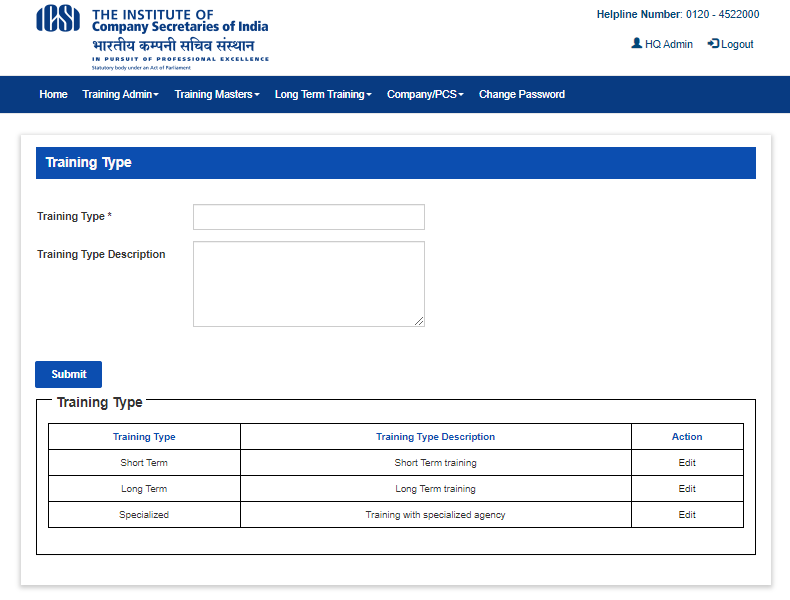 ICSI
THE INSTITUTE OF
Company Secretaries of India
भारतीय कम्पनी सचिव संस्थान
IN PURSUIT OF PROFESSIONAL EXCELLENCE
Statutory body under an Act of Parliament
Helpline Number: 0120 - 4522000
HQ Admin Logout
Home Training Admin Training Masters Long Term Training Company/PCS Change Password
Training Type
Training Type *
Training Type Description
Submit
Training Type
Training Type Training Type Description Action
Short Term Short Term training Edit
Long Term Long Term training Edit
Specialized Training with specialized agency Edit